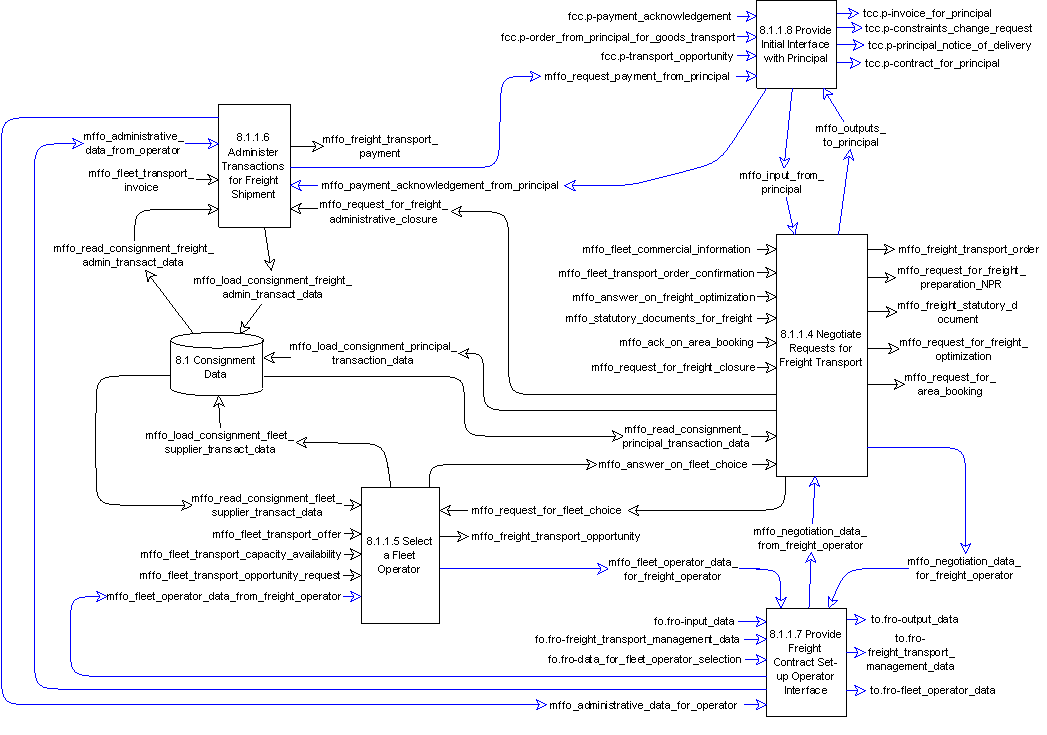 fcc.p-payment_acknowledgement
fcc.p-order_from_principal_for_goods_transport
fcc.p-transport_opportunity
mffo_request_payment_from_principal
8.1.1.8 Provide
Initial Interface
with Principal
tcc.p-invoice_for_principal
tcc.p-constraints_change_request
tcc.p-principal_notice_of_delivery
tcc.p-contract_for_principal
mffo_administrative_
data_from_operator
mffo_fleet_transport_
invoice
8.1.1.6
Administer
Transactions
for Freight
Shipment
mffo_freight_transport_
payment
mffo_payment_acknowledgement_from_principal
mffo_request_for_freight_
administrative_closure
mffo_outputs_
to_principal
mffo_input_from_
principal
mffo_read_consignment_freight_
admin_transact_data
mffo_load_consignment_freight_
admin_transact_data
mffo_fleet_commercial_information
mffo_fleet_transport_order_confirmation
mffo_answer_on_freight_optimization
mffo_statutory_documents_for_freight
mffo_ack_on_area_booking
mffo_request_for_freight_closure
8.1.1.4 Negotiate
Requests for
Freight Transport
mffo_freight_transport_order
mffo_request_for_freight_
preparation_NPR
mffo_freight_statutory_d
ocument
mffo_request_for_freight_
optimization
mffo_request_for_
area_booking
8.1 Consignment
Data
mffo_load_consignment_principal_
transaction_data
mffo_load_consignment_fleet_
supplier_transact_data
mffo_read_consignment_
principal_transaction_data
mffo_answer_on_fleet_choice
mffo_read_consignment_fleet_
supplier_transact_data
mffo_fleet_transport_offer
mffo_fleet_transport_capacity_availability
mffo_fleet_transport_opportunity_request
mffo_fleet_operator_data_from_freight_operator
8.1.1.5 Select
a Fleet
Operator
mffo_request_for_fleet_choice
mffo_freight_transport_opportunity
mffo_fleet_operator_data_
for_freight_operator
mffo_negotiation_data_
from_freight_operator
mffo_negotiation_data_
for_freight_operator
fo.fro-input_data
fo.fro-freight_transport_management_data
fo.fro-data_for_fleet_operator_selection
mffo_administrative_data_for_operator
8.1.1.7 Provide
Freight
Contract Set-
up Operator
Interface
to.fro-output_data
to.fro-
freight_transport_
management_data
to.fro-fleet_operator_data